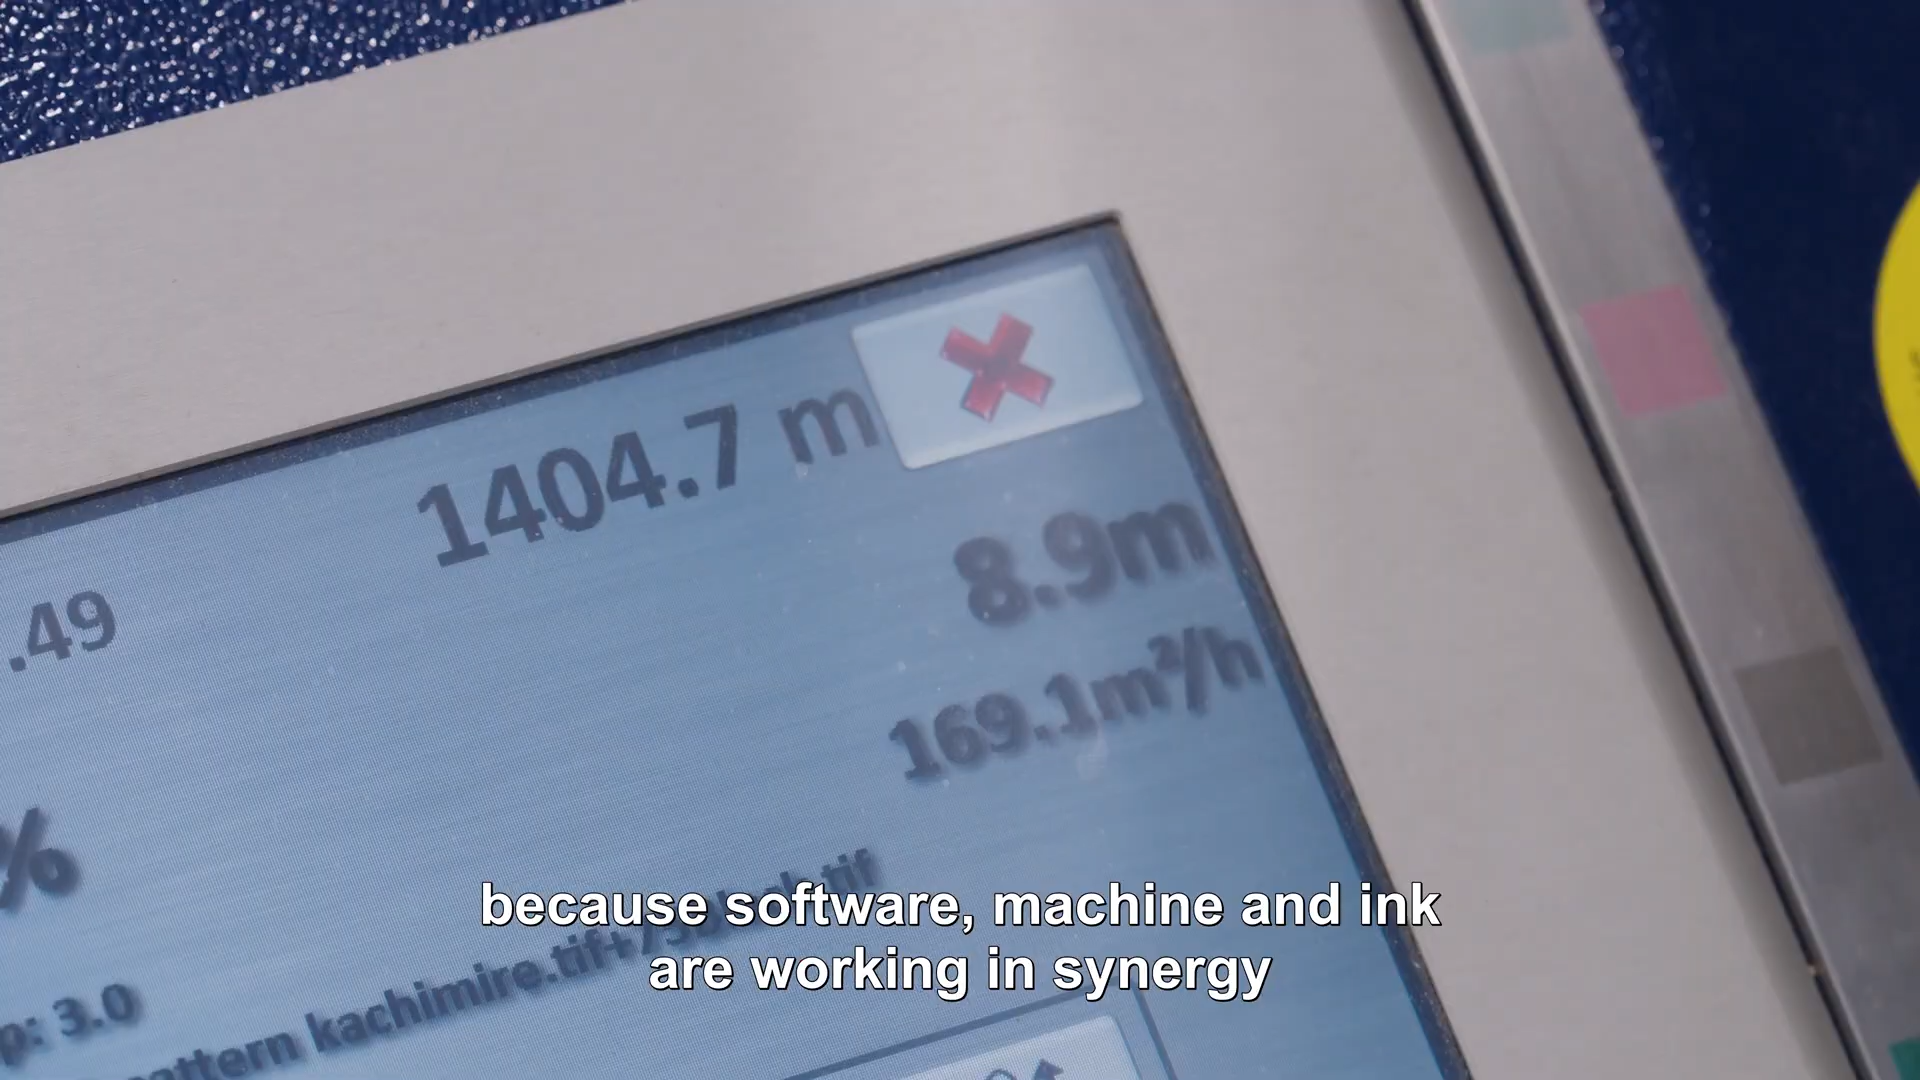 1404.7 m
8.9m
.49
169.1m²/h
%
p: 3.0
pattern kachimire.tif+
because software, machine and ink
are working in synergy